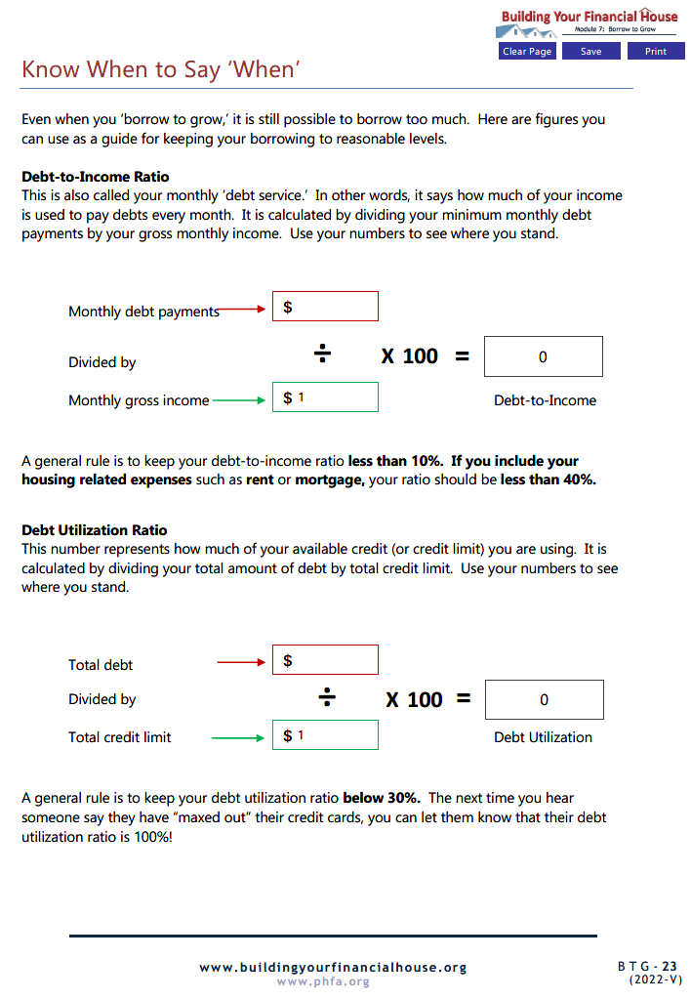 Building Your Financial House
Module 7: Borrow to Grow
Clear Page Save Print
Know When to Say ‘When’
Even when you ‘borrow to grow,’ it is still possible to borrow too much. Here are figures you
can use as a guide for keeping your borrowing to reasonable levels.
Debt-to-Income Ratio
This is also called your monthly ‘debt service.’ In other words, it says how much of your income
is used to pay debts every month. It is calculated by dividing your minimum monthly debt
payments by your gross monthly income. Use your numbers to see where you stand.
Monthly debt payments $
Divided by ÷ X 100 = 0
Monthly gross income $ 1 Debt-to-Income
A general rule is to keep your debt-to-income ratio less than 10%. If you include your
housing related expenses such as rent or mortgage, your ratio should be less than 40%.
Debt Utilization Ratio
This number represents how much of your available credit (or credit limit) you are using. It is
calculated by dividing your total amount of debt by total credit limit. Use your numbers to see
where you stand.
Total debt $
Divided by ÷ X 100 = 0
Total credit limit $ 1 Debt Utilization
A general rule is to keep your debt utilization ratio below 30%. The next time you hear
someone say they have “maxed out” their credit cards, you can let them know that their debt
utilization ratio is 100%!
www.buildingyourfinancialhouse.org BTG - 23
www.phfa.org (2022-V)